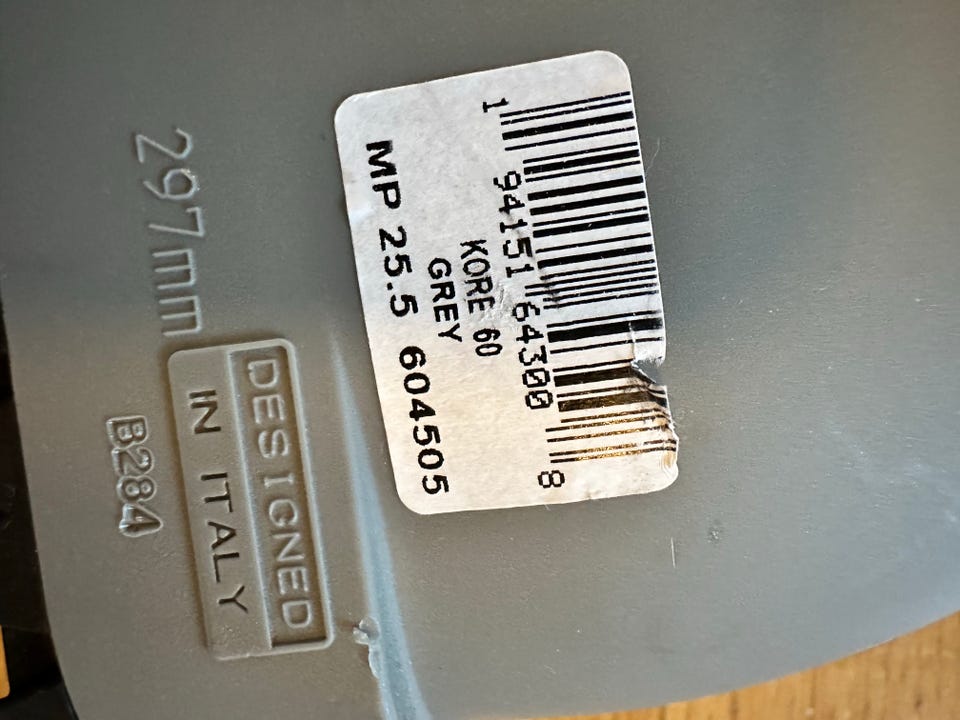 1 94151 64300 8
KORE 60
GREY
MP 25.5 604505
DESIGNED
IN ITALY
297mm
B284